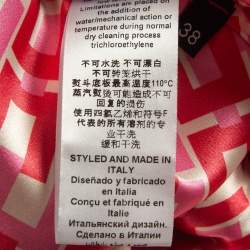 Limitations are placed on
the addition of
water/mechanical action or
temperature during normal
dry cleaning process
trichloroethylene
38
不可水洗 不可漂白
不可转笼烘干
熨斗底板最高温度110°C
蒸汽熨烫可能造成不可
回复的损伤
使用四氯乙烯和符号F
代表的所有溶剂的专
业干洗
缓和干洗
STYLED AND MADE IN
ITALY
Diseñado y fabricado
en Italia
Conçu et fabriqué en
Italie
Итальянский дизайн.
Сделано в Италии